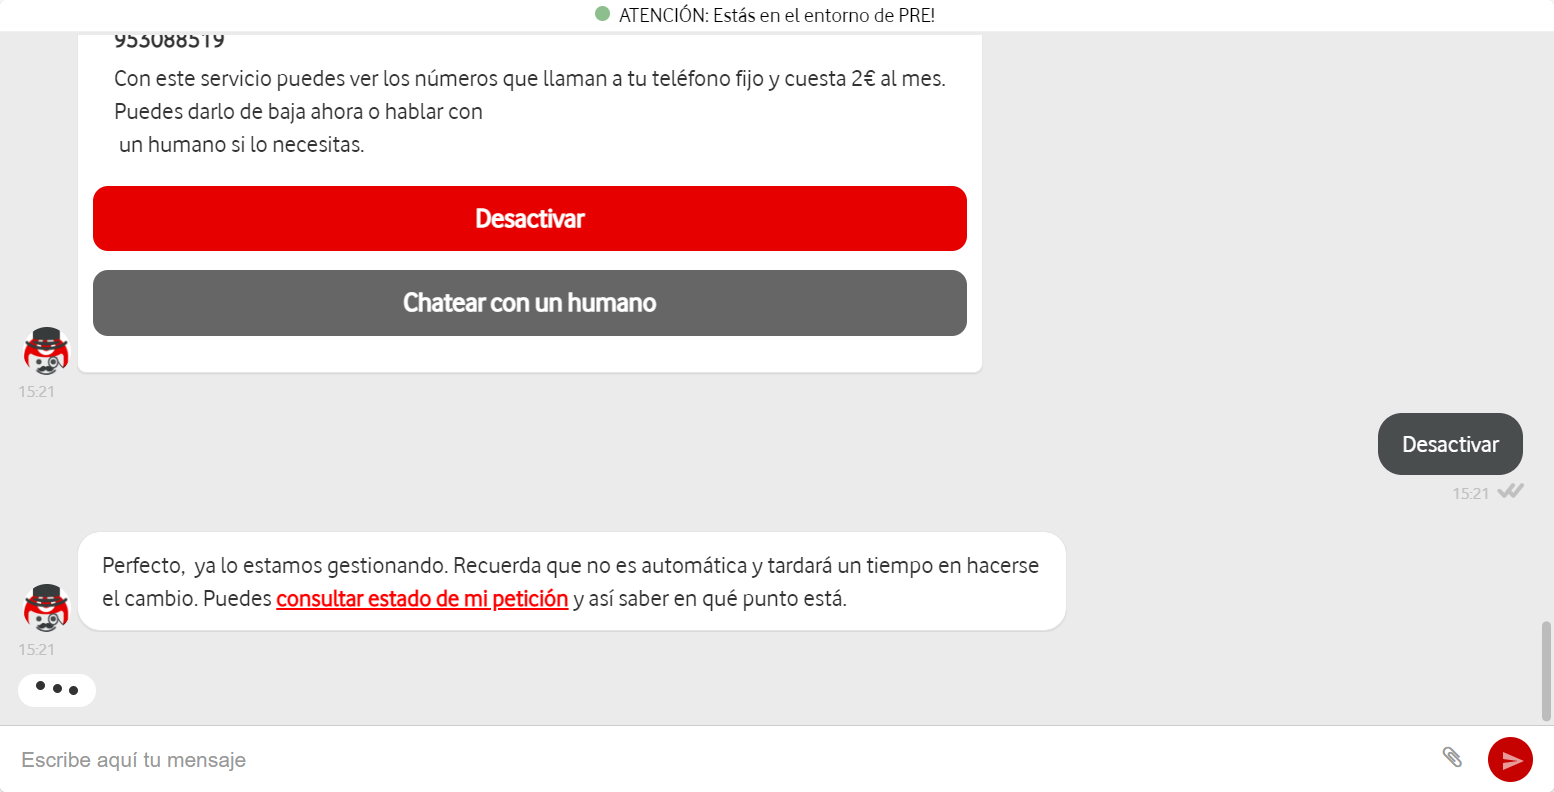 ATENCIÓN: Estás en el entorno de PRE!
953088519
Con este servicio puedes ver los números que llaman a tu teléfono fijo y cuesta 2€ al mes.
Puedes darlo de baja ahora o hablar con
un humano si lo necesitas.
Desactivar
Chatear con un humano
15:21
Desactivar
15:21
Perfecto, ya lo estamos gestionando. Recuerda que no es automática y tardará un tiempo en hacerse
el cambio. Puedes consultar estado de mi petición y así saber en qué punto está.
15:21
Escribe aquí tu mensaje